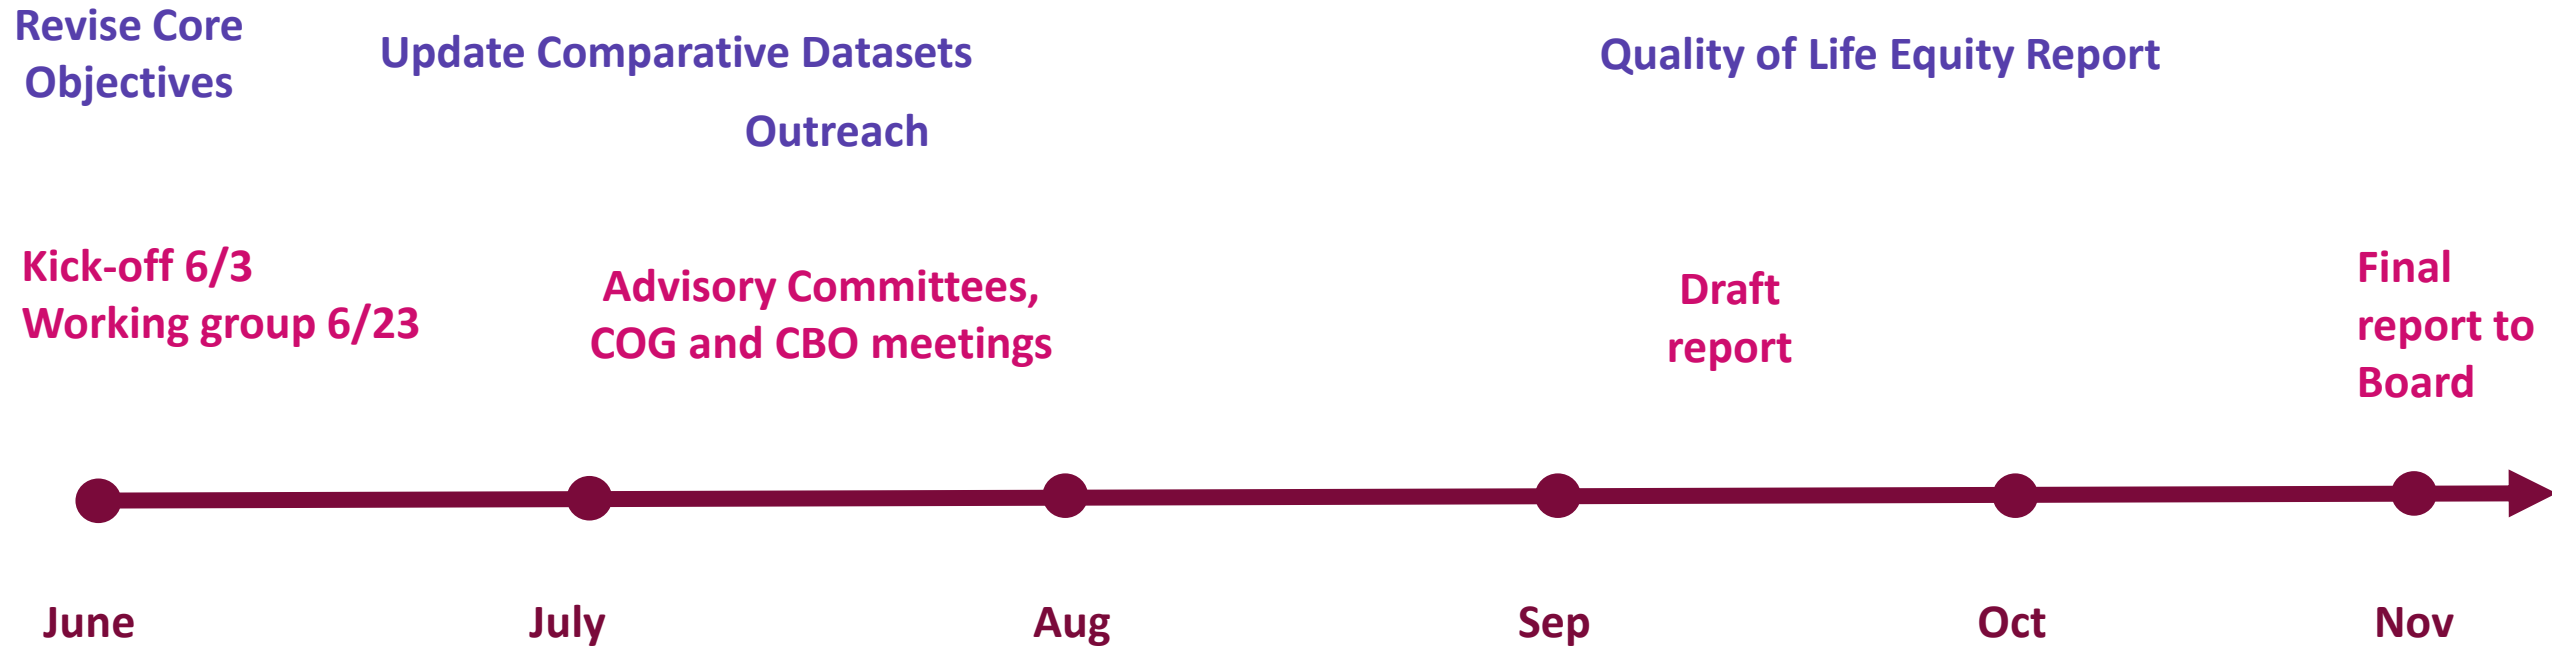 Revise Core
Objectives
Update Comparative Datasets
Outreach
Quality of Life Equity Report
Kick-off 6/3
Working group 6/23
Advisory Committees,
COG and CBO meetings
Draft
report
Final
report to
Board
June
July
Aug
Sep
Oct
Nov